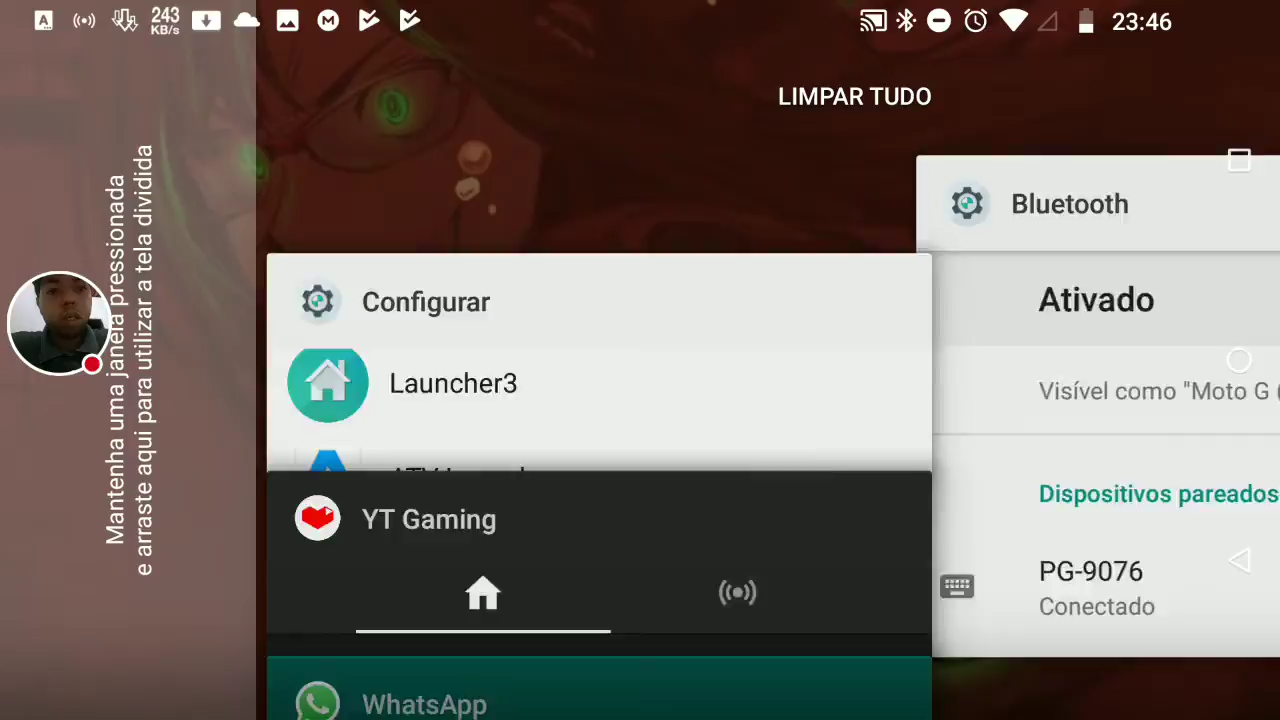 243
KB/s
23:46
LIMPAR TUDO
Mantenha uma janela pressionada
e arraste aqui para utilizar a tela dividida
Bluetooth
Ativado
Visível como "Moto G (
Dispositivos pareados
PG-9076
Conectado
Configurar
Launcher3
YT Gaming
WhatsApp